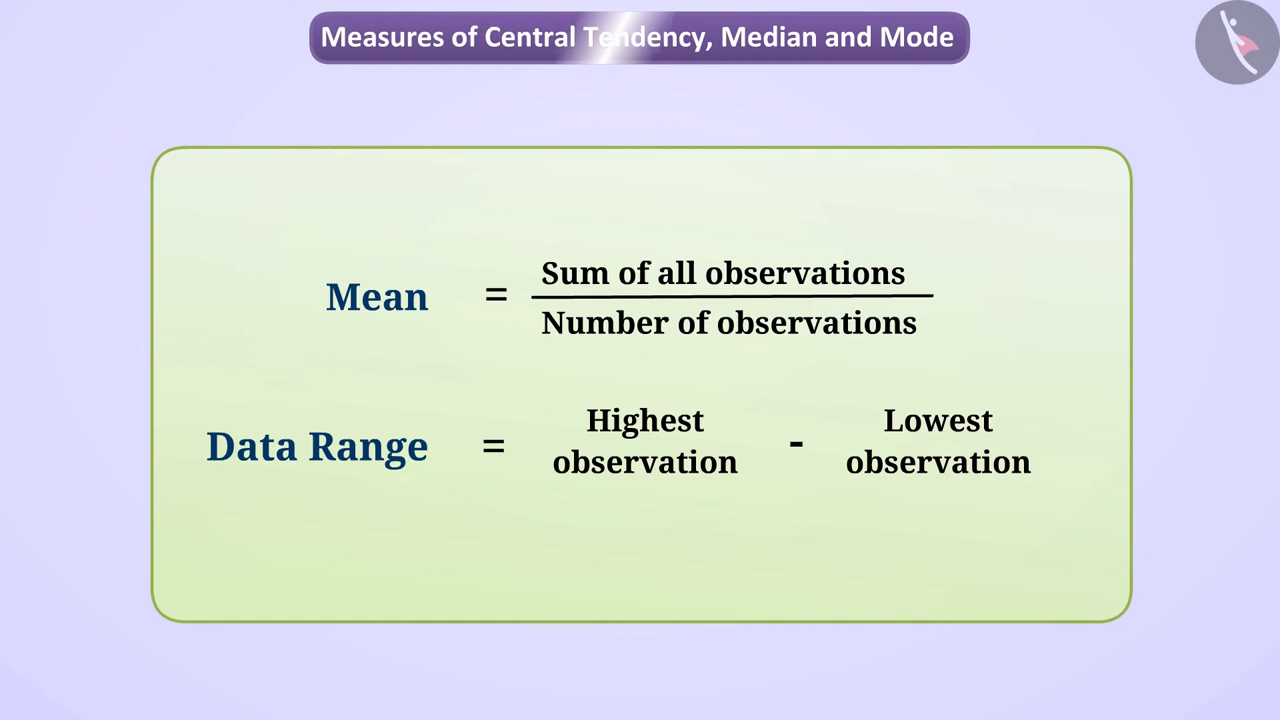 Measures of Central Tendency, Median and Mode
Mean = Sum of all observations
Number of observations
Data Range = Highest observation - Lowest observation